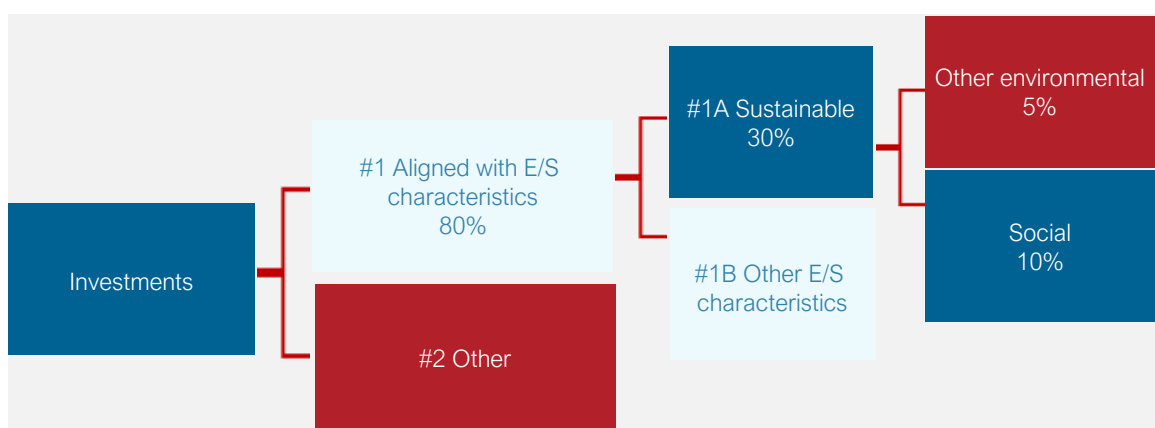 Investments
#1 Aligned with E/S
characteristics
80%
#2 Other
#1A Sustainable
30%
#1B Other E/S
characteristics
Other environmental
5%
Social
10%